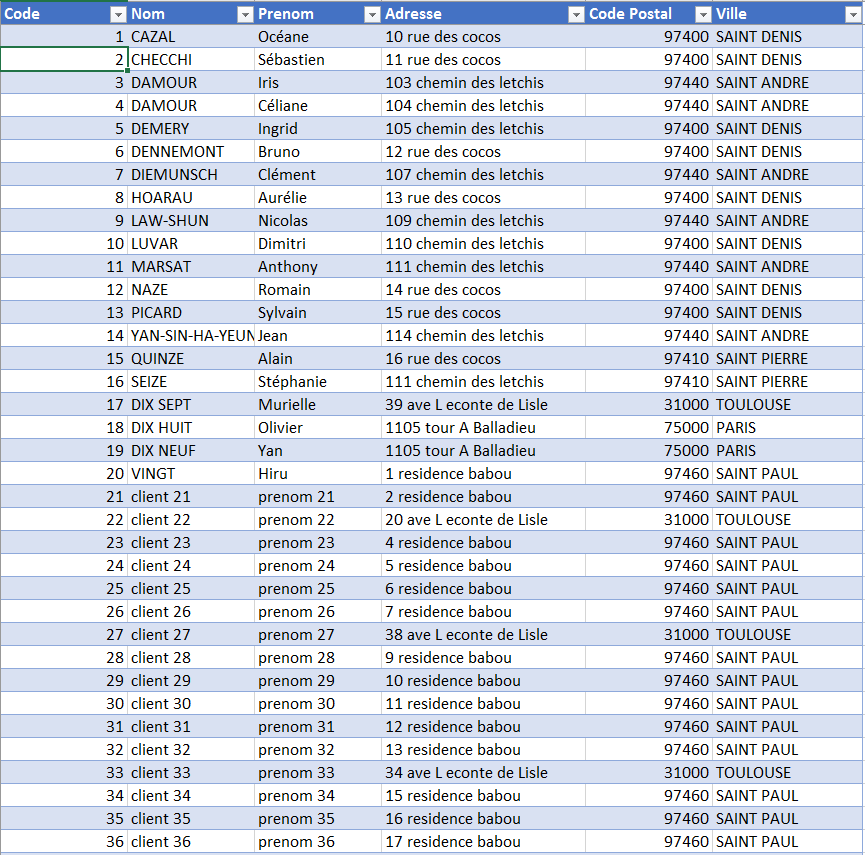 Code Nom Prenom Adresse Code Postal Ville
1 CAZAL Océane 10 rue des cocos 97400 SAINT DENIS
2 CHECCHI Sébastien 11 rue des cocos 97400 SAINT DENIS
3 DAMOUR Iris 103 chemin des letchis 97440 SAINT ANDRE
4 DAMOUR Céliane 104 chemin des letchis 97440 SAINT ANDRE
5 DEMERY Ingrid 105 chemin des letchis 97400 SAINT DENIS
6 DENNEMONT Bruno 12 rue des cocos 97400 SAINT DENIS
7 DIEMUNSCH Clément 107 chemin des letchis 97440 SAINT ANDRE
8 HOARAU Aurélie 13 rue des cocos 97400 SAINT DENIS
9 LAW-SHUN Nicolas 109 chemin des letchis 97440 SAINT ANDRE
10 LUVAR Dimitri 110 chemin des letchis 97400 SAINT DENIS
11 MARSAT Anthony 111 chemin des letchis 97440 SAINT ANDRE
12 NAZE Romain 14 rue des cocos 97400 SAINT DENIS
13 PICARD Sylvain 15 rue des cocos 97400 SAINT DENIS
14 YAN-SIN-HA-YEUN Jean 114 chemin des letchis 97440 SAINT ANDRE
15 QUINZE Alain 16 rue des cocos 97410 SAINT PIERRE
16 SEIZE Stéphanie 111 chemin des letchis 97410 SAINT PIERRE
17 DIX SEPT Murielle 39 ave L econte de Lisle 31000 TOULOUSE
18 DIX HUIT Olivier 1105 tour A Balladieu 75000 PARIS
19 DIX NEUF Yan 1105 tour A Balladieu 75000 PARIS
20 VINGT Hiru 1 residence babou 97460 SAINT PAUL
21 client 21 prenom 21 2 residence babou 97460 SAINT PAUL
22 client 22 prenom 22 20 ave L econte de Lisle 31000 TOULOUSE
23 client 23 prenom 23 4 residence babou 97460 SAINT PAUL
24 client 24 prenom 24 5 residence babou 97460 SAINT PAUL
25 client 25 prenom 25 6 residence babou 97460 SAINT PAUL
26 client 26 prenom 26 7 residence babou 97460 SAINT PAUL
27 client 27 prenom 27 38 ave L econte de Lisle 31000 TOULOUSE
28 client 28 prenom 28 9 residence babou 97460 SAINT PAUL
29 client 29 prenom 29 10 residence babou 97460 SAINT PAUL
30 client 30 prenom 30 11 residence babou 97460 SAINT PAUL
31 client 31 prenom 31 12 residence babou 97460 SAINT PAUL
32 client 32 prenom 32 13 residence babou 97460 SAINT PAUL
33 client 33 prenom 33 34 ave L econte de Lisle 31000 TOULOUSE
34 client 34 prenom 34 15 residence babou 97460 SAINT PAUL
35 client 35 prenom 35 16 residence babou 97460 SAINT PAUL
36 client 36 prenom 36 17 residence babou 97460 SAINT PAUL